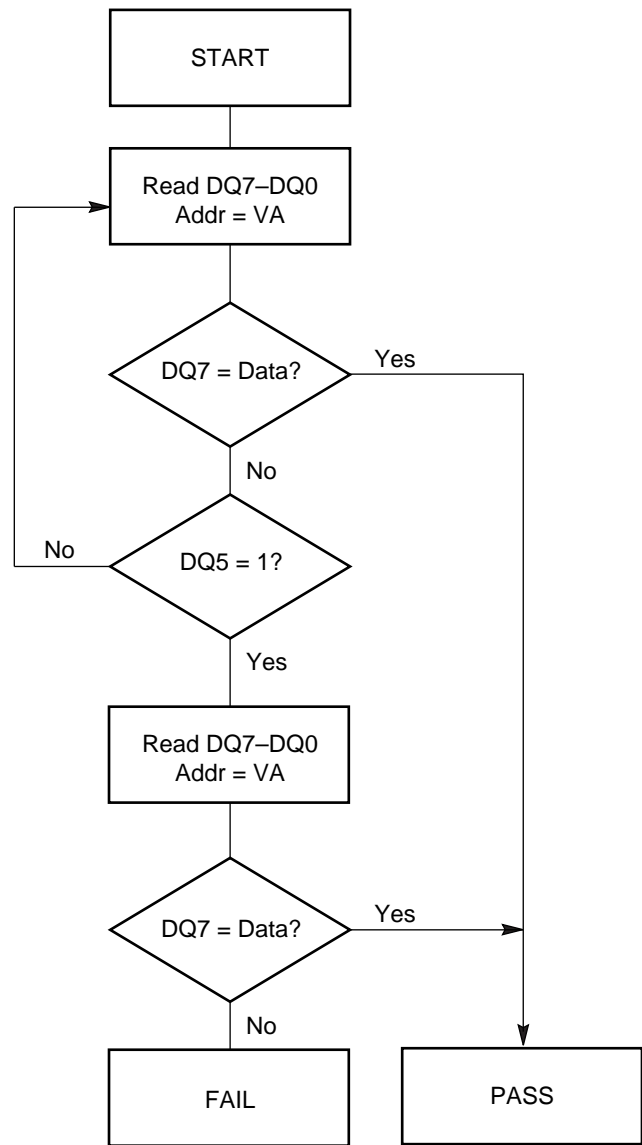 START
Read DQ7–DQ0
Addr = VA
DQ7 = Data?
Yes
No
No
DQ5 = 1?
Yes
Read DQ7–DQ0
Addr = VA
DQ7 = Data?
Yes
No
FAIL
PASS